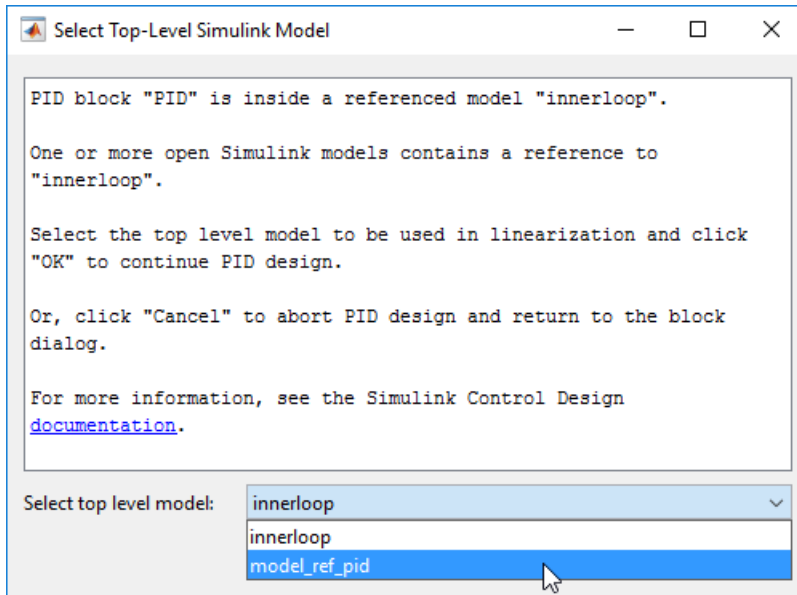 Select Top-Level Simulink Model
PID block "PID" is inside a referenced model "innerloop".
One or more open Simulink models contains a reference to
"innerloop".
Select the top level model to be used in linearization and click
"OK" to continue PID design.
Or, click "Cancel" to abort PID design and return to the block
dialog.
For more information, see the Simulink Control Design
documentation.
Select top level model: innerloop
innerloop
model_ref_pid